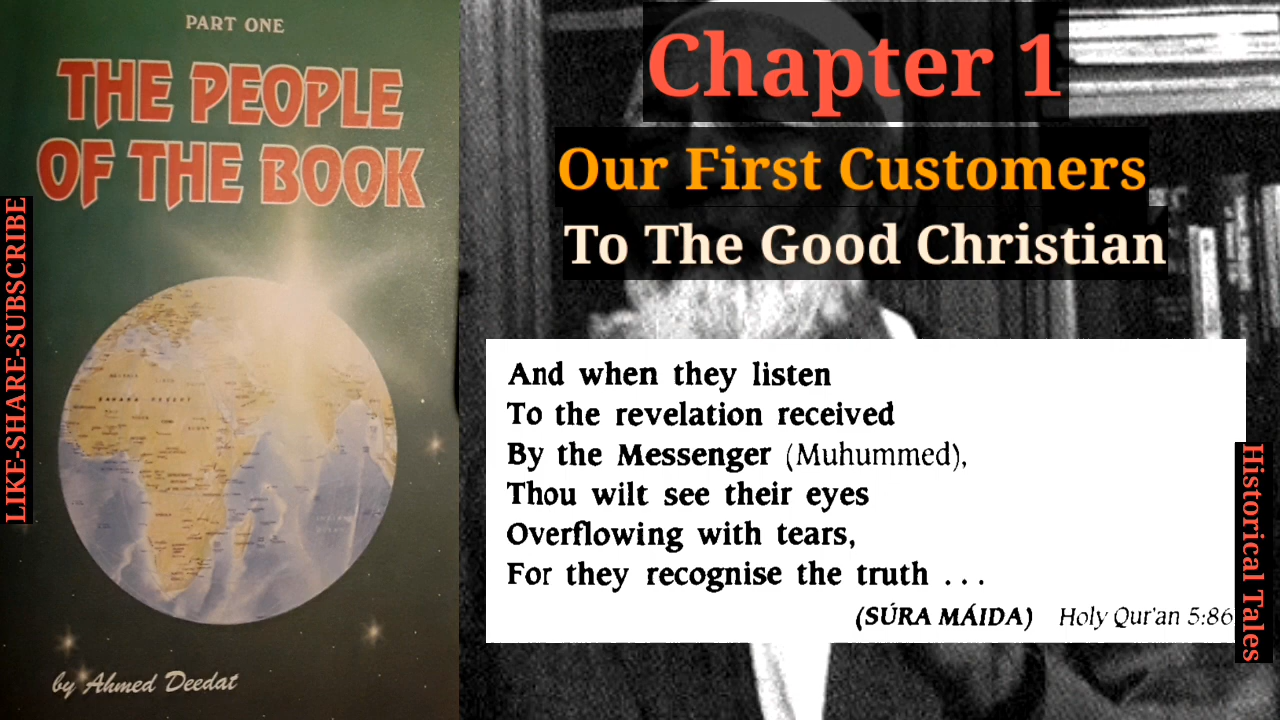 PART ONE
THE PEOPLE
OF THE BOOK
by Ahmed Deedat
LIKE-SHARE-SUBSCRIBE
Chapter 1
Our First Customers
To The Good Christian
And when they listen
To the revelation received
By the Messenger (Muhummed),
Thou wilt see their eyes
Overflowing with tears,
For they recognise the truth . . .
(SÚRA MÁIDA) Holy Qur'an 5:86
Historical Tales
SAHARA DESERT